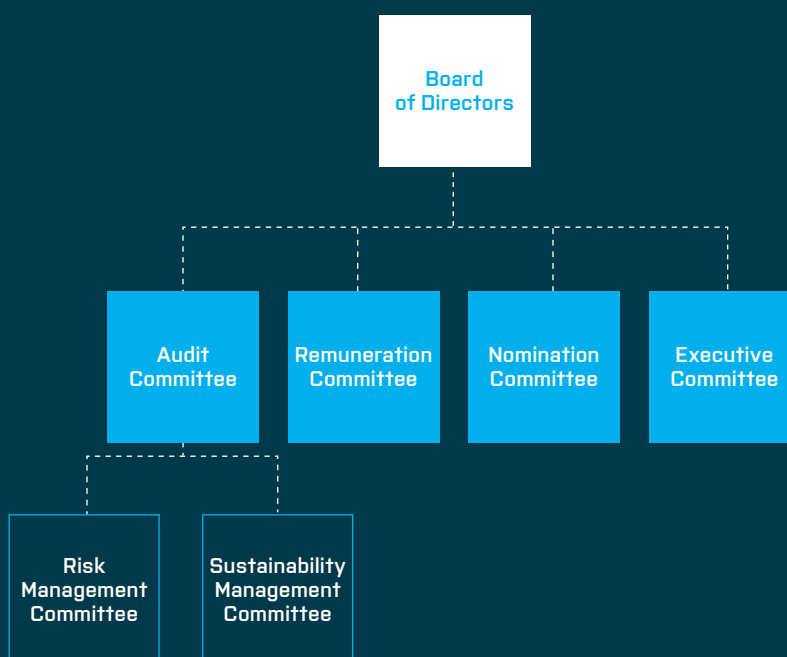 Board
of Directors
Audit
Committee
Remuneration
Committee
Nomination
Committee
Executive
Committee
Risk
Management
Committee
Sustainability
Management
Committee